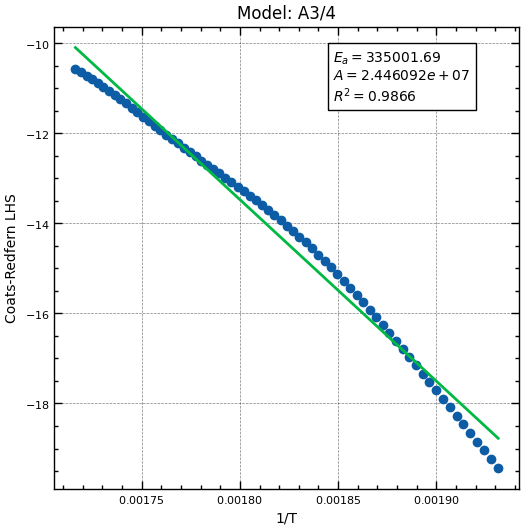 Model: A3/4
E_a = 335001.69
A = 2.446092e + 07
R^2 = 0.9866
Coats-Redfern LHS
−10
−12
−14
−16
−18
0.00175 0.00180 0.00185 0.00190
1/T